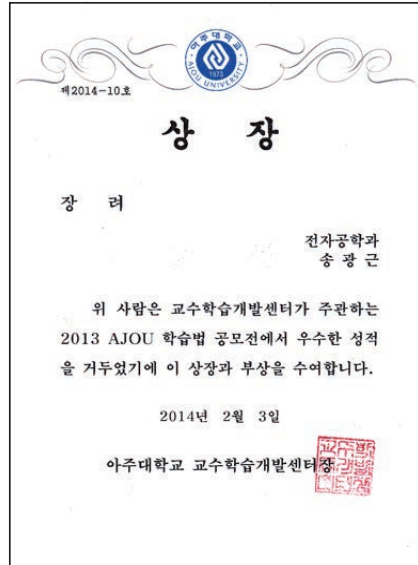 아주대학교
AJOU UNIVERSITY
1973
제2014-10호
상 장
장 려
전자공학과
송광근
위 사람은 교수학습개발센터가 주관하는
2013 AJOU 학습법 공모전에서 우수한 성적
을 거두었기에 이 상장과 부상을 수여합니다.
2014년 2월 3일
아주대학교 교수학습개발센터장